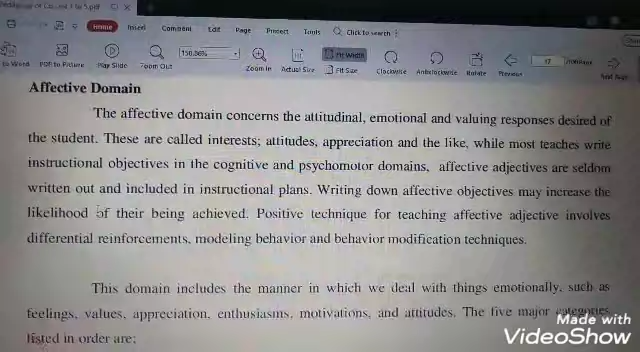 Home Insert Comment Edit Page Protect Tools Click to search
to Word PDF to Picture Play Slide Zoom Out 150.86% Zoom In Actual Size Fit Width Fit Size Clockwise Anticlockwise Rotate Previous 17 Next Page
Affective Domain
The affective domain concerns the attitudinal, emotional and valuing responses desired of
the student. These are called interests; attitudes, appreciation and the like, while most teaches write
instructional objectives in the cognitive and psychomotor domains, affective adjectives are seldom
written out and included in instructional plans. Writing down affective objectives may increase the
likelihood of their being achieved. Positive technique for teaching affective adjective involves
differential reinforcements, modeling behavior and behavior modification techniques.
This domain includes the manner in which we deal with things emotionally, such as
feelings, values, appreciation, enthusiasms, motivations, and attitudes. The five major categories
listed in order are;
Made with
VideoShow